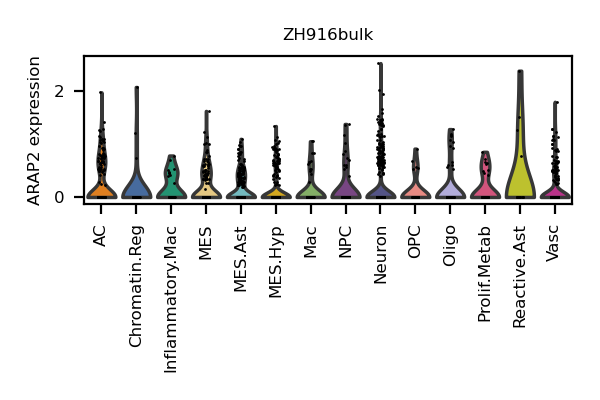 ZH916bulk
ARAP2 expression
2
0
AC
Chromatin.Reg
Inflammatory.Mac
MES
MES.Ast
MES.Hyp
Mac
NPC
Neuron
OPC
Oligo
Prolif.Metab
Reactive.Ast
Vasc